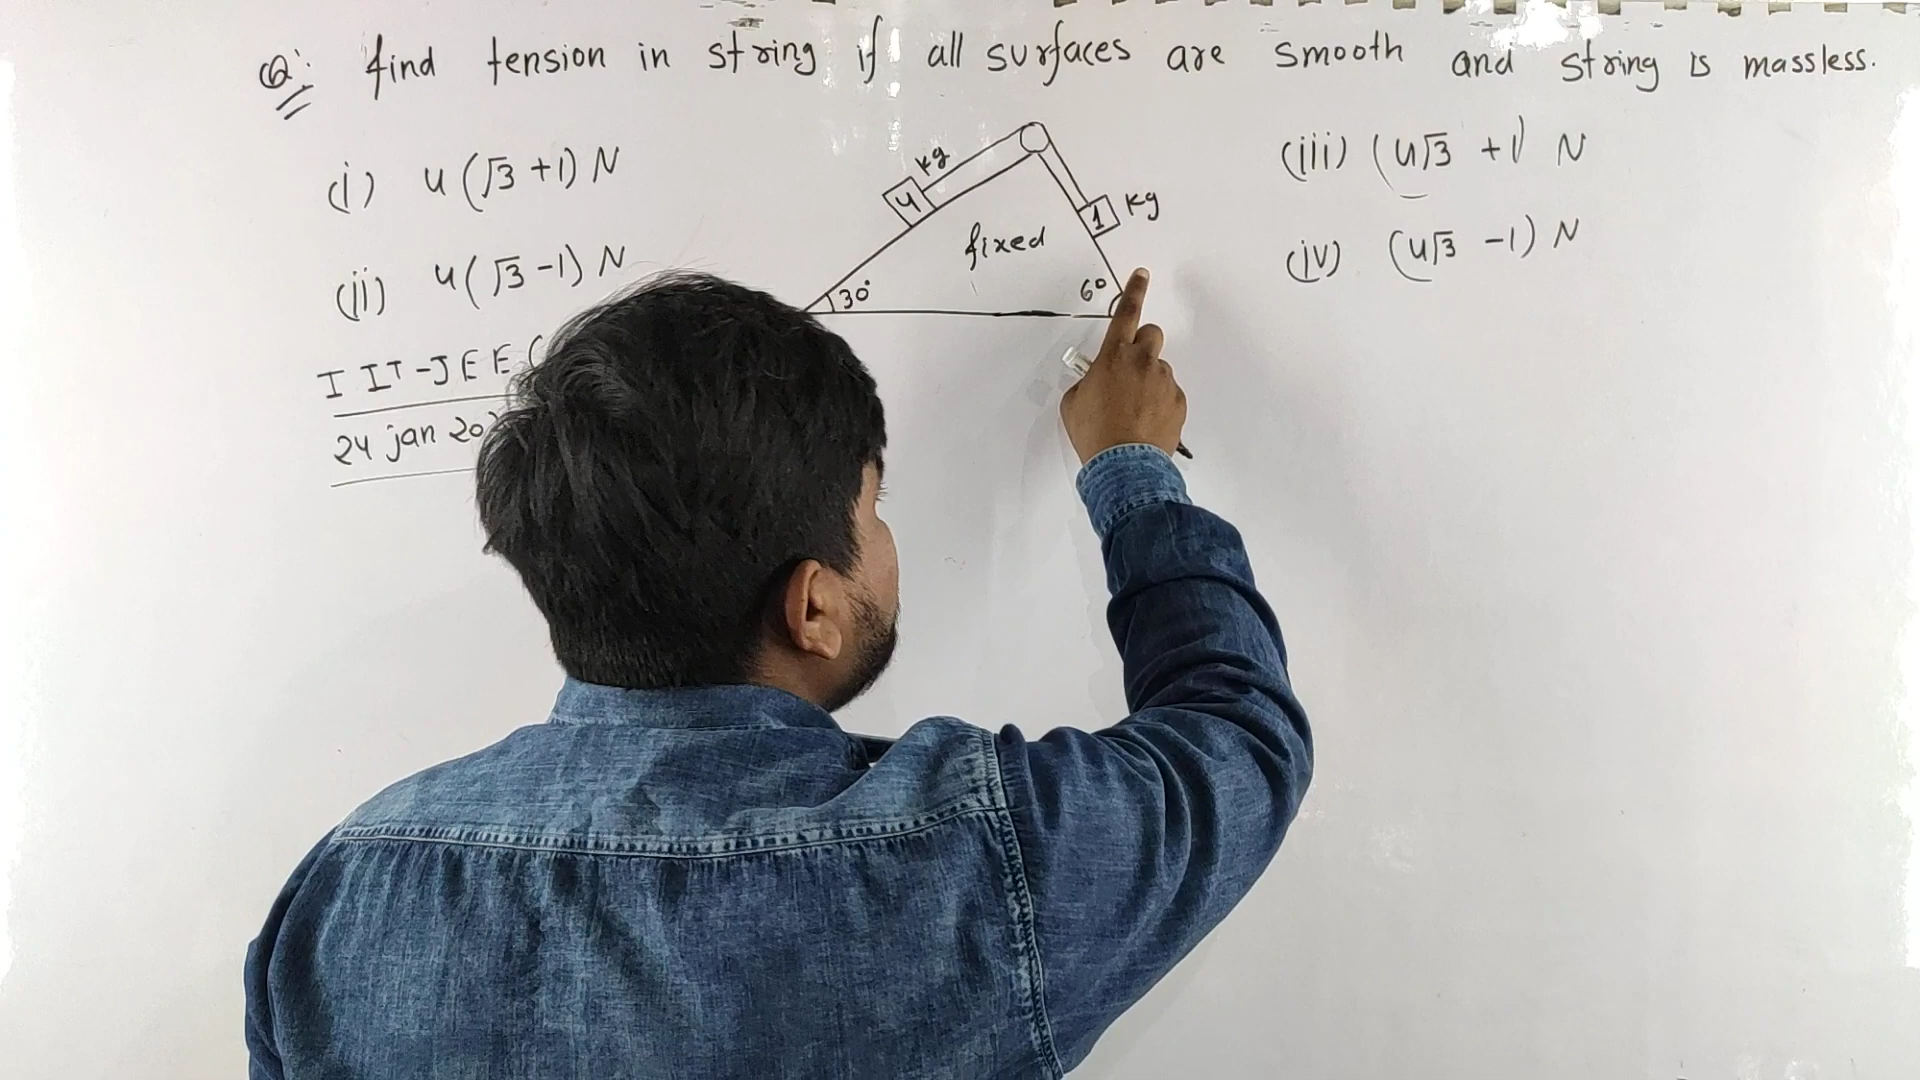 Q: find tension in string if all surfaces are smooth and string is massless.
(i) 4(√3 +1) N
(ii) 4(√3 -1) N
(iii) (4√3 +1) N
(iv) (4√3 -1) N
4 kg
1 kg
fixed
30°
60
IIT-JEE
24 jan